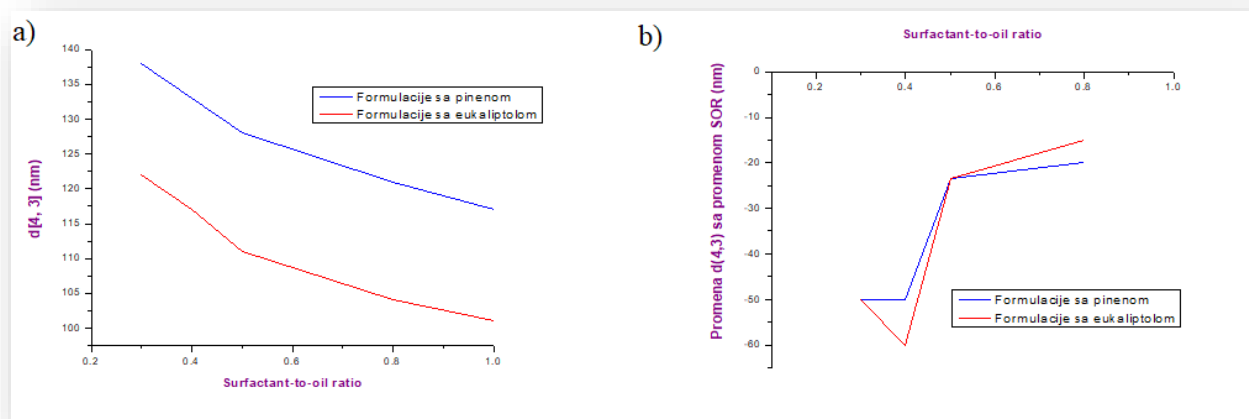 a)
d[4, 3] (nm)
140
135
130
125
120
115
110
105
100
0.2
0.4
0.6
0.8
1.0
Surfactant-to-oil ratio
Formulacije sa pinenom
Formulacije sa eukaliptolom
b)
Surfactant-to-oil ratio
0.2
0.4
0.6
0.8
1.0
Promena d(4,3) sa promenom SOR (nm)
0
-10
-20
-30
-40
-50
-60
Formulacije sa pinenom
Formulacije sa eukaliptolom